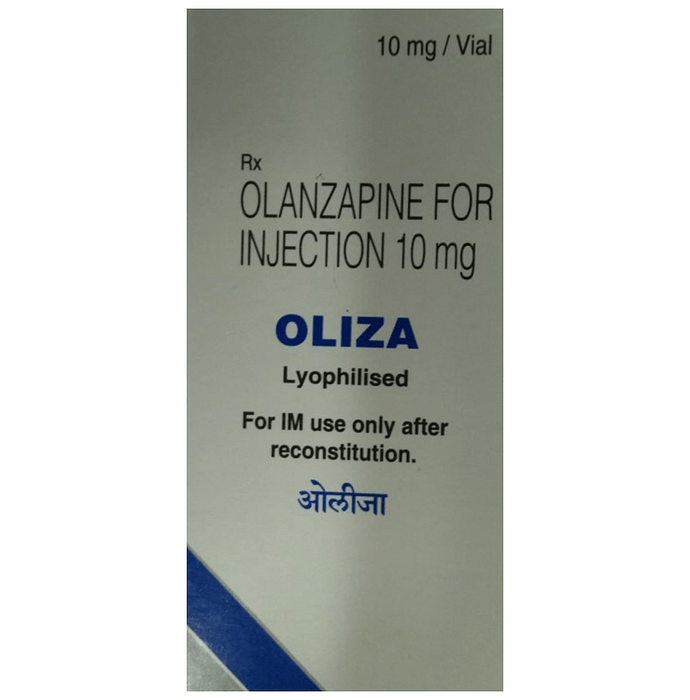 10 mg / Vial
Rx
OLANZAPINE FOR
INJECTION 10 mg
OLIZA
Lyophilised
For IM use only after
reconstitution.
ओलीजा